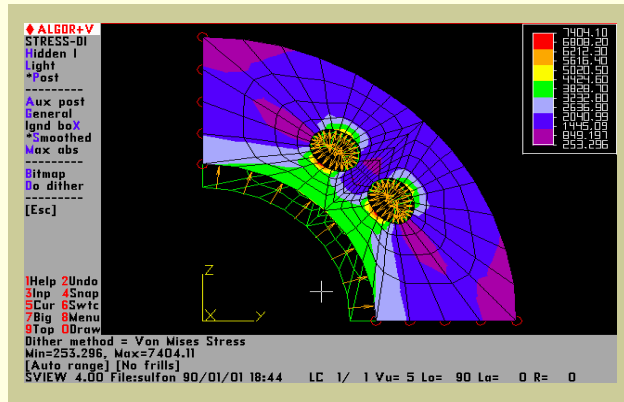 ALGOR+V
STRESS-DI
Hidden l
Light
*Post
---------
Aux post
General
Ignd boX
*Smoothed
Max abs
---------
Bitmap
Do dither
---------
[Esc]
1Help 2Undo
3Inp 4Snap
5Cur 6Swtc
7Big 8Menu
9Top 0Draw
7404.10
6808.20
6212.30
5616.40
5020.50
4424.60
3828.70
3232.80
2636.90
2040.99
1445.09
849.197
253.296
Z
X
Y
Dither method = Von Mises Stress
Min=253.296, Max=7404.11
[Auto range] [No frills]
SVIEW 4.00 File:sulfon 90/01/01 18:44 LC 1/ 1 Vu= 5 Lo= 90 La= 0 R= 0